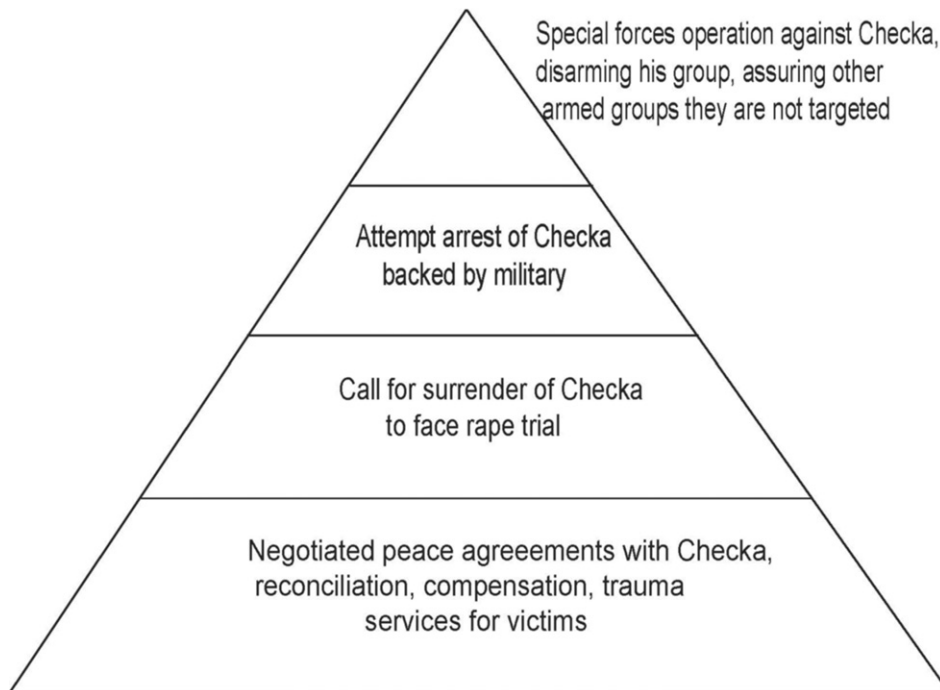 Special forces operation against Checka,
disarming his group, assuring other
armed groups they are not targeted
Attempt arrest of Checka
backed by military
Call for surrender of Checka
to face rape trial
Negotiated peace agreeements with Checka,
reconciliation, compensation, trauma
services for victims